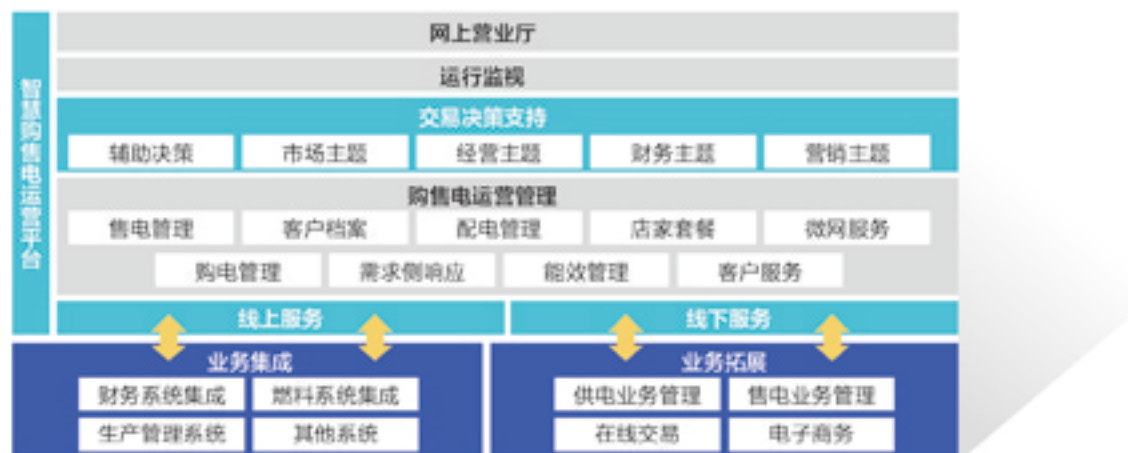 智慧购售电运营平台
网上营业厅
运行监视
交易决策支持
辅助决策 市场主题 经营主题 财务主题 营销主题
购售电运营管理
售电管理 客户档案 配电管理 店家套餐 微网服务
购电管理 需求侧响应 能效管理 客户服务
线上服务 线下服务
业务集成 业务拓展
财务系统集成 燃料系统集成 供电业务管理 售电业务管理
生产管理系统 其他系统 在线交易 电子商务